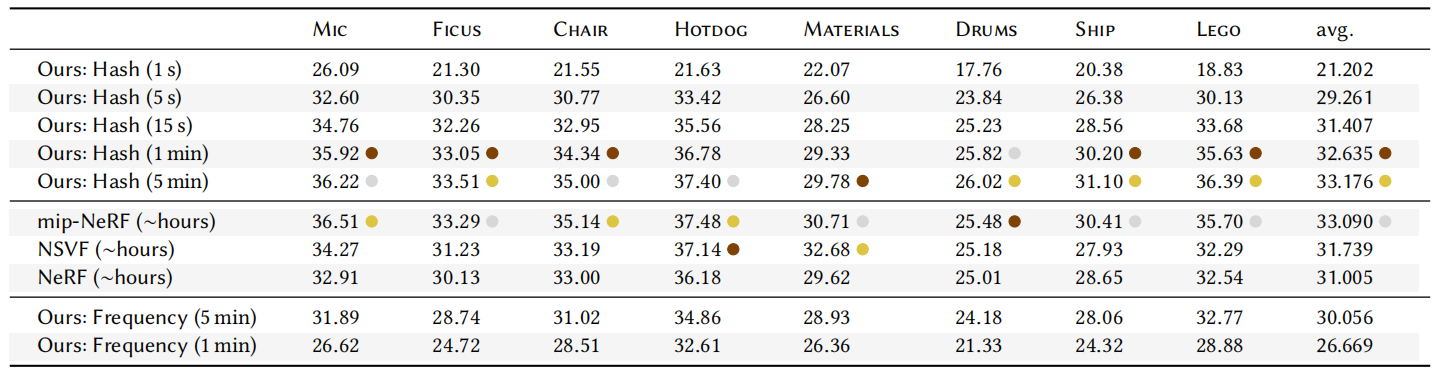 Mic Ficus Chair Hotdog Materials Drums Ship Lego avg.
Ours: Hash (1 s) 26.09 21.30 21.55 21.63 22.07 17.76 20.38 18.83 21.202
Ours: Hash (5 s) 32.60 30.35 30.77 33.42 26.60 23.84 26.38 30.13 29.261
Ours: Hash (15 s) 34.76 32.26 32.95 35.56 28.25 25.23 28.56 33.68 31.407
Ours: Hash (1 min) 35.92 33.05 34.34 36.78 29.33 25.82 30.20 35.63 32.635
Ours: Hash (5 min) 36.22 33.51 35.00 37.40 29.78 26.02 31.10 36.39 33.176
mip-NeRF (~hours) 36.51 33.29 35.14 37.48 30.71 25.48 30.41 35.70 33.090
NSVF (~hours) 34.27 31.23 33.19 37.14 32.68 25.18 27.93 32.29 31.739
NeRF (~hours) 32.91 30.13 33.00 36.18 29.62 25.01 28.65 32.54 31.005
Ours: Frequency (5 min) 31.89 28.74 31.02 34.86 28.93 24.18 28.06 32.77 30.056
Ours: Frequency (1 min) 26.62 24.72 28.51 32.61 26.36 21.33 24.32 28.88 26.669